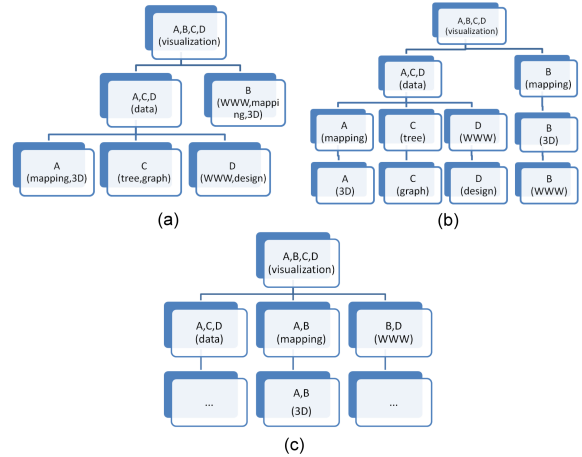 A,B,C,D
(visualization)
A,C,D
(data)
B
(WWW,mappi
ng,3D)
A
(mapping,3D)
C
(tree,graph)
D
(WWW,design)
(a)
A,B,C,D
(visualization)
A,C,D
(data)
B
(mapping)
A
(mapping)
C
(tree)
D
(WWW)
B
(3D)
A
(3D)
C
(graph)
D
(design)
B
(WWW)
(b)
A,B,C,D
(visualization)
A,C,D
(data)
A,B
(mapping)
B,D
(WWW)
...
A,B
(3D)
...
(c)